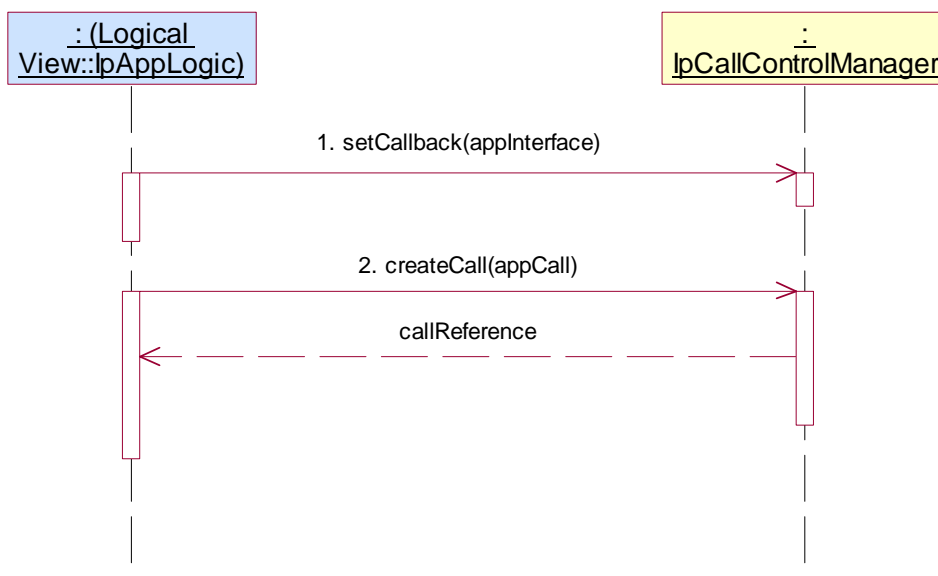 : (Logical
View::IpAppLogic)
:
IpCallControlManager
1. setCallback(appInterface)
2. createCall(appCall)
callReference